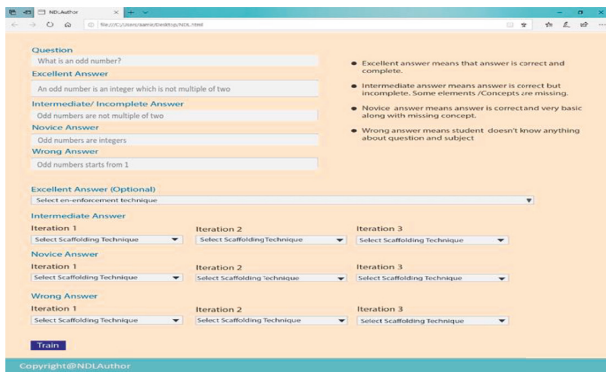 NDLAuthor
file:///C:/Users/
Desktop/NDL.html
Question
What is an odd number?
Excellent Answer
An odd number is an integer which is not multiple of two
Intermediate/ Incomplete Answer
Odd numbers are not multiple of two
Novice Answer
Odd numbers are integers
Wrong Answer
Odd numbers starts from 1
Excellent answer means that answer is correct and
complete.
Intermediate answer means answer is correct but
incomplete. Some elements /Concepts are missing.
Novice answer means answer is correctand very basic
along with missing concept.
Wrong answer means student doesn't know anything
about question and subject
Excellent Answer (Optional)
Select en-enforcement technique
Intermediate Answer
Iteration 1 Iteration 2 Iteration 3
Select Scaffolding Technique Select ScaffoldingTechnique Select Scaffolding Technique
Novice Answer
Iteration 1 Iteration 2 Iteration 3
Select Scaffolding Technique Select Scaffolding Technique Select Scaffolding Technique
Wrong Answer
Iteration 1 Iteration 2 Iteration 3
Select Scaffolding Technique Select Scaffolding Technique Select Scaffolding Technique
Train
Copyright@NDLAuthor